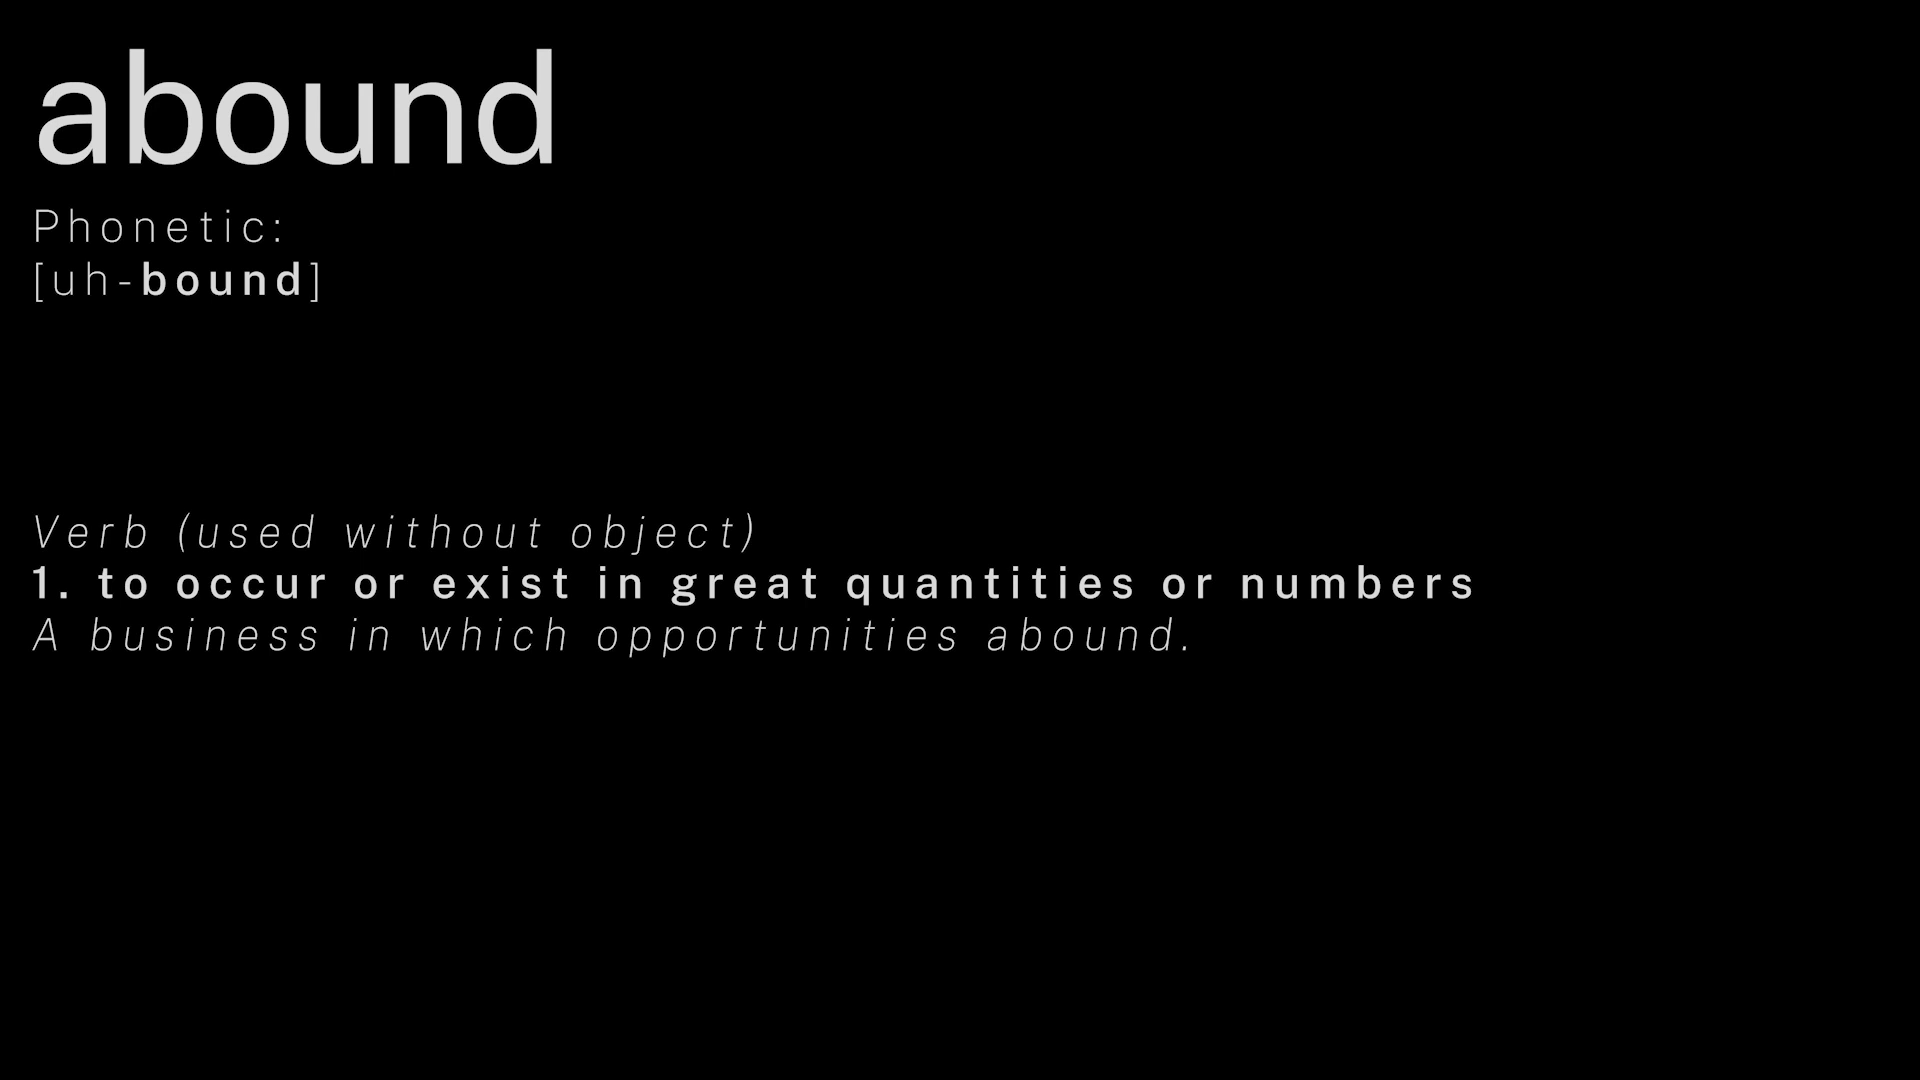 abound
Phonetic:
[uh-bound]
Verb (used without object)
1. to occur or exist in great quantities or numbers
A business in which opportunities abound.